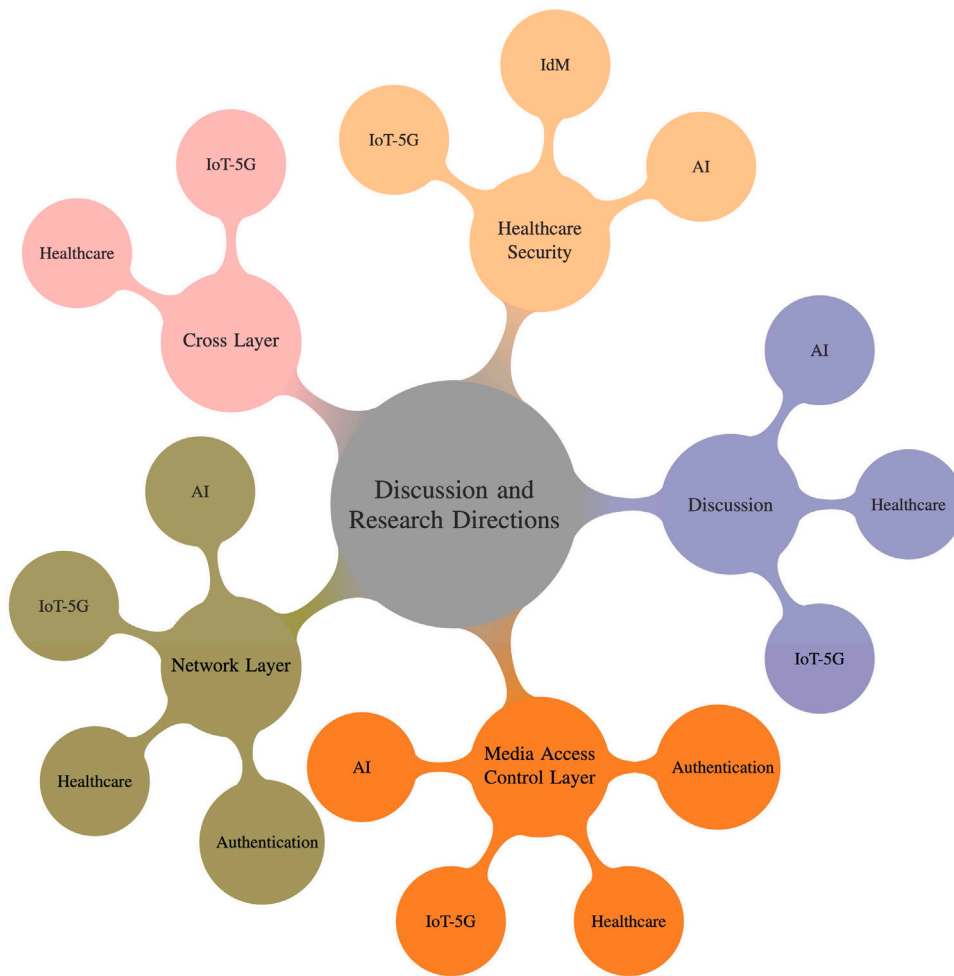 IdM
IoT-5G
AI
Healthcare
Security
IoT-5G
Healthcare
Cross Layer
AI
Healthcare
Discussion
IoT-5G
Discussion and
Research Directions
AI
IoT-5G
Network Layer
Healthcare
Authentication
Media Access
Control Layer
AI
Authentication
IoT-5G
Healthcare